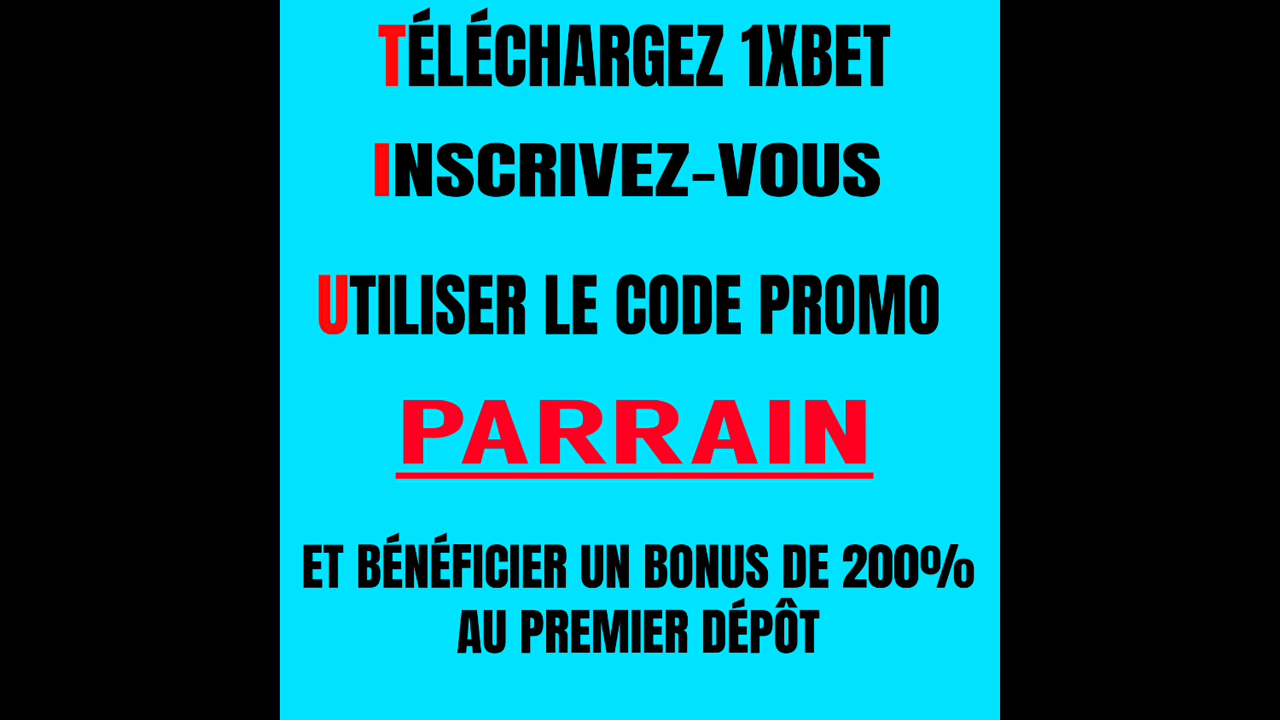 TÉLÉCHARGEZ 1XBET
INSCRIVEZ-VOUS
UTILISER LE CODE PROMO
PARRAIN
ET BÉNÉFICIER UN BONUS DE 200%
AU PREMIER DÉPÔT